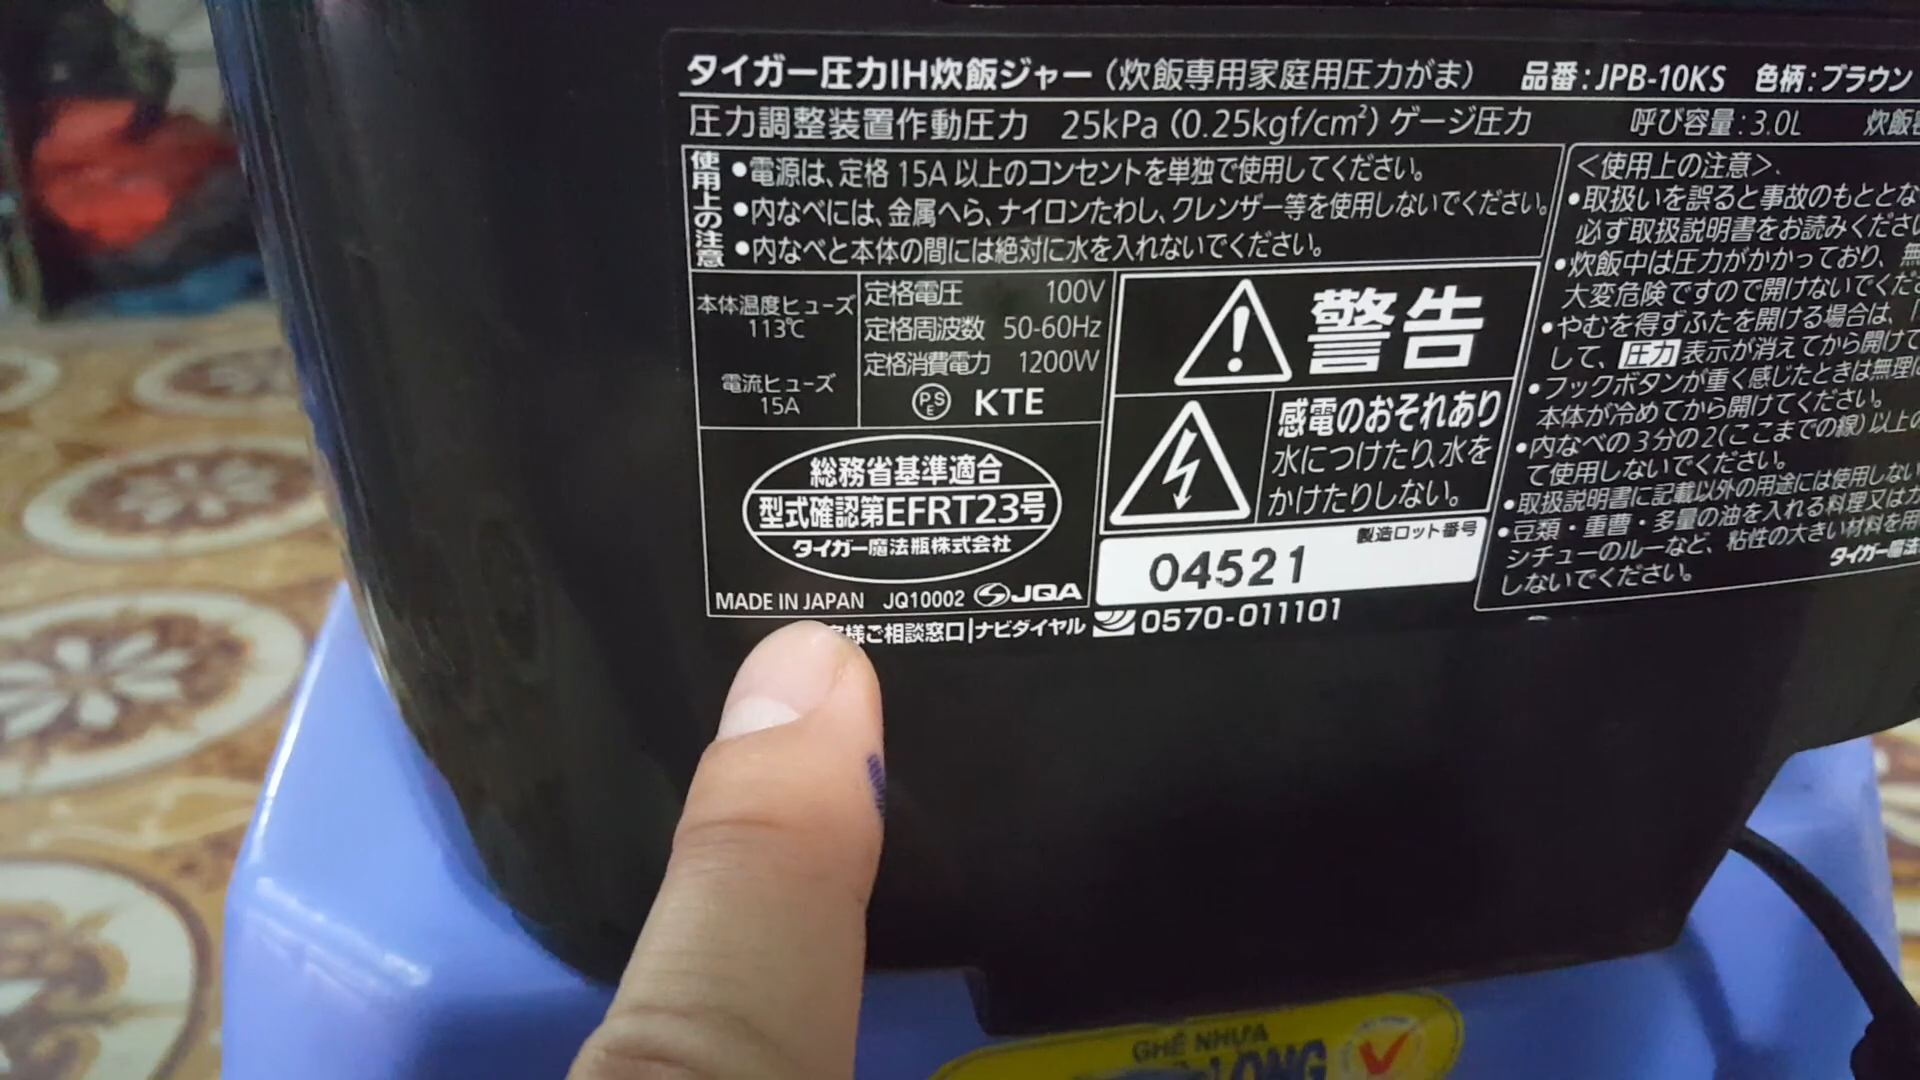 タイガー圧力IH炊飯ジャー（炊飯専用家庭用圧力がま） 品番：JPB-10KS 色柄：ブラウン
圧力調整装置作動圧力 25kPa（0.25kgf/cm²）ゲージ圧力 呼び容量：3.0L 炊飯
使用上の注意
●電源は、定格15A以上のコンセントを単独で使用してください。
●内なべには、金属へら、ナイロンたわし、クレンザー等を使用しないでください。
●内なべと本体の間には絶対に水を入れないでください。
本体温度ヒューズ
113℃
電流ヒューズ
15A
定格電圧 100V
定格周波数 50-60Hz
定格消費電力 1200W
PSE KTE
総務省基準適合
型式確認第EFRT23号
タイガー魔法瓶株式会社
MADE IN JAPAN JQ10002 JQA
警告
感電のおそれあり
水につけたり、水を
かけたりしない。
製造ロット番号
04521
様ご相談窓口|ナビダイヤル 0570-011101
＜使用上の注意＞
●取扱いを誤ると事故のもととな
必ず取扱説明書をお読みくださ
●炊飯中は圧力がかかっており、無
大変危険ですので開けないでくだ
●やむを得ずふたを開ける場合は、「
して、圧力表示が消えてから開けて
●フックボタンが重く感じたときは無理に
本体が冷めてから開けてください。
●内なべの3分の2（ここまでの線）以上の
て使用しないでください。
●取扱説明書に記載以外の用途には使用しない
●豆類・重曹・多量の油を入れる料理又はカ
シチューのルーなど、粘性の大きい材料を用
しないでください。
タイガー魔法
GHẾ NHỰA
LONG